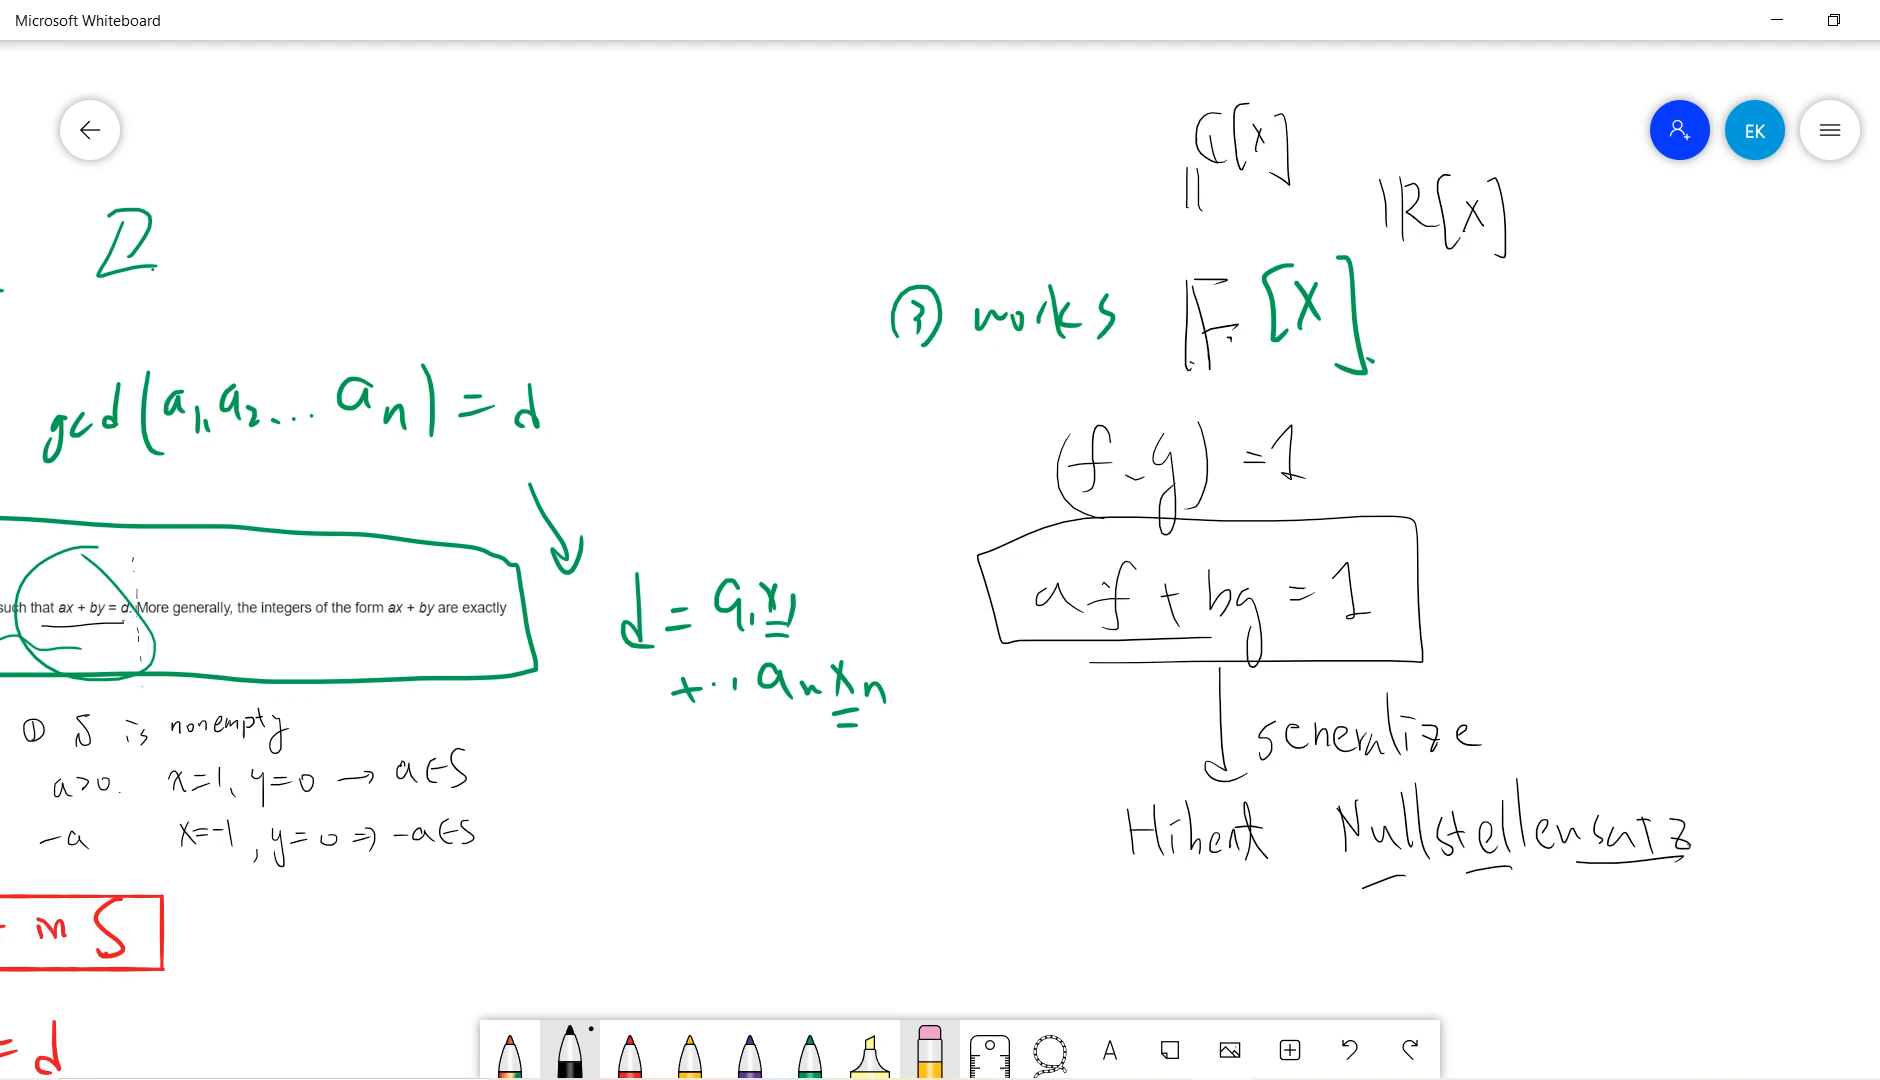 Microsoft Whiteboard
EK
ℤ
gcd(a₁, a₂... aₙ) = d
such that ax + by = d. More generally, the integers of the form ax + by are exactly
d = a₁x₁
+... aₙxₙ
① S is nonempty
a>0. x=1, y=0 → a∈S
-a x=-1, y=0 ⇒ -a∈S
in S
= d
ℂ[x]
||
ℝ[x]
③ works 𝔽[x]
(f, g) = 1
af + bg = 1
generalize
Nullstellensatz
A